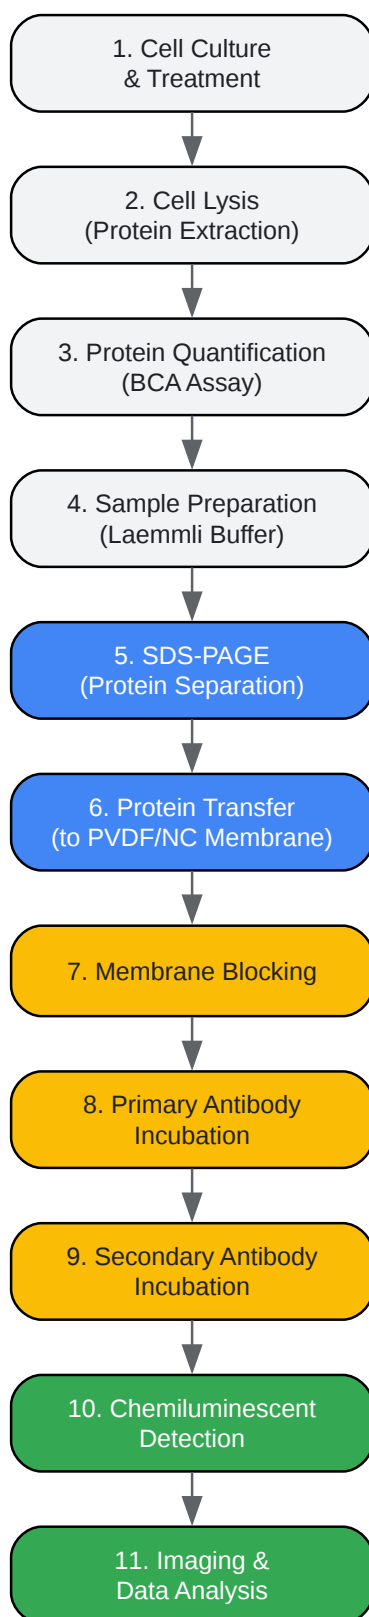 1. Cell Culture
& Treatment
2. Cell Lysis
(Protein Extraction)
3. Protein Quantification
(BCA Assay)
4. Sample Preparation
(Laemmli Buffer)
5. SDS-PAGE
(Protein Separation)
6. Protein Transfer
(to PVDF/NC Membrane)
7. Membrane Blocking
8. Primary Antibody
Incubation
9. Secondary Antibody
Incubation
10. Chemiluminescent
Detection
11. Imaging &
Data Analysis